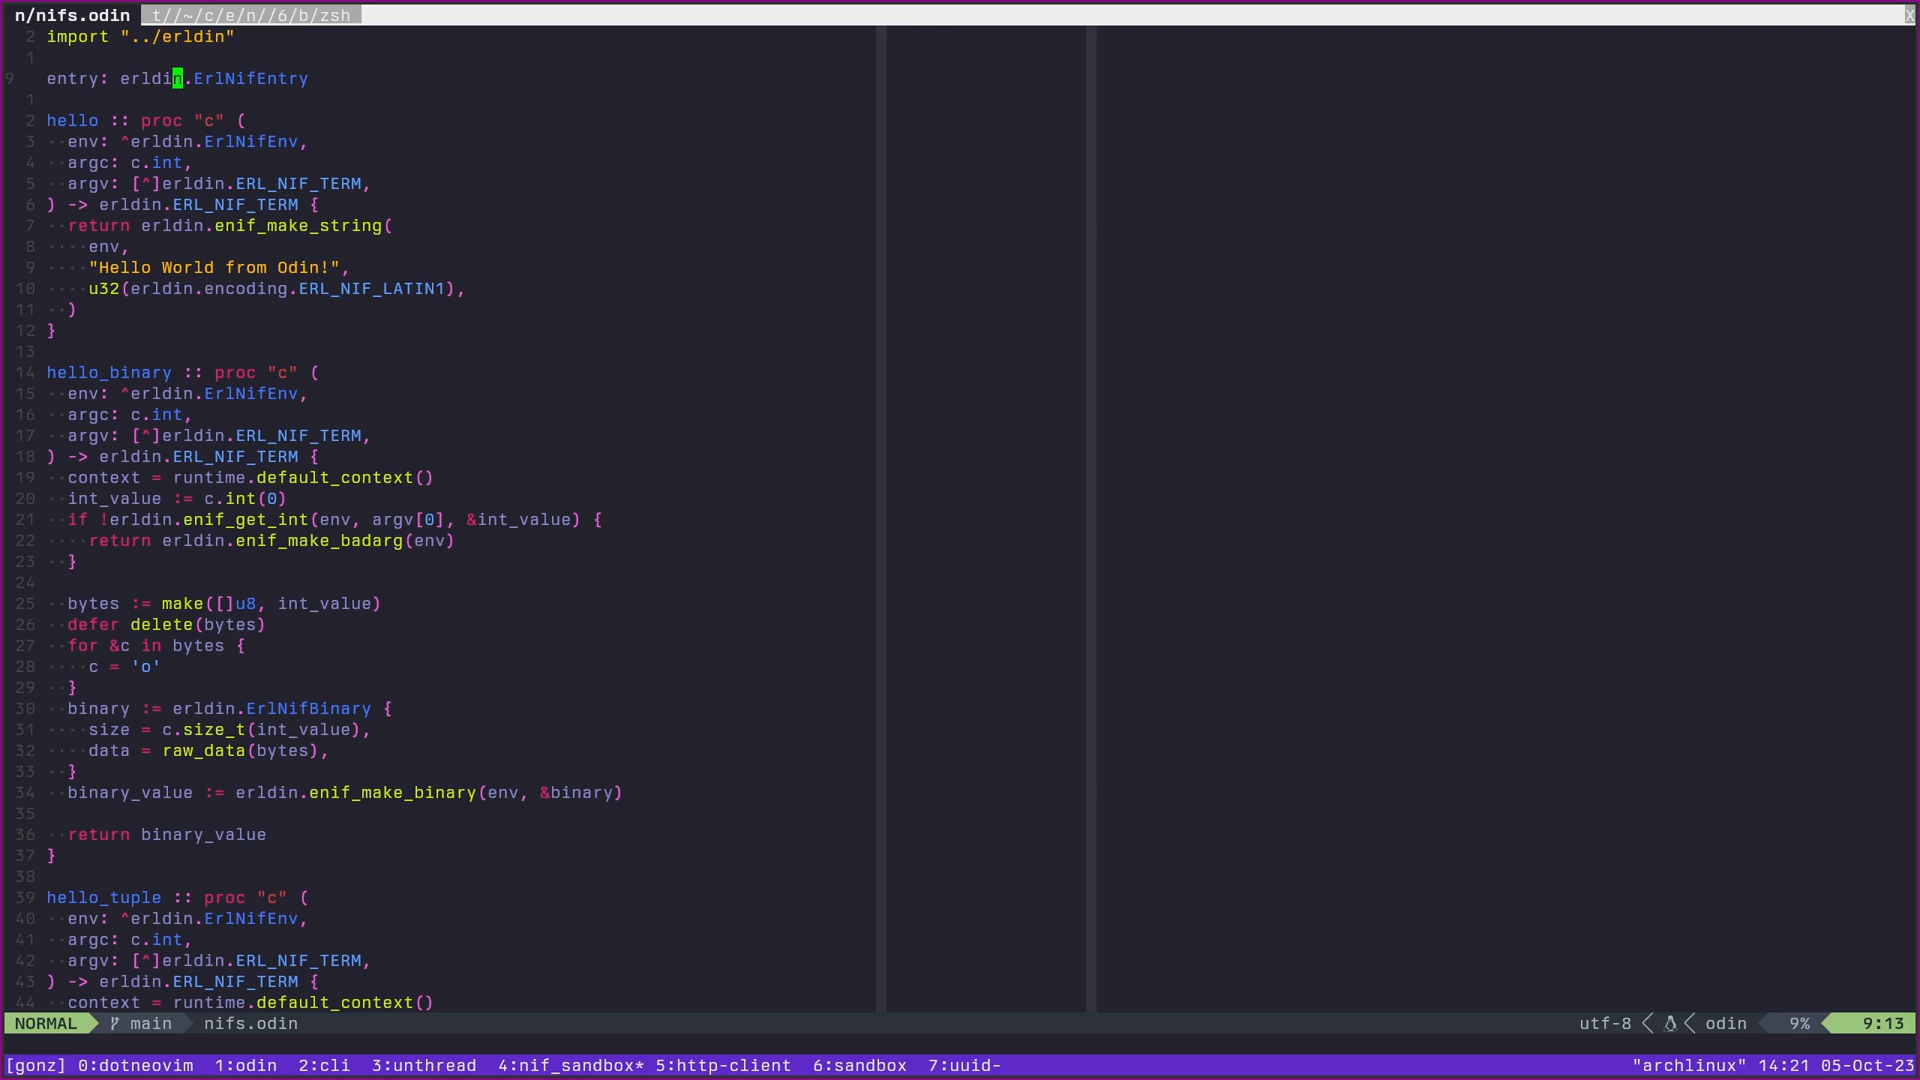 n/nifs.odin  t//~/c/e/n//6/b/zsh X
2 import "../erldin"
1
9 entry: erldin.ErlNifEntry
1
2 hello :: proc "c" (
3 ··env: ^erldin.ErlNifEnv,
4 ··argc: c.int,
5 ··argv: [^]erldin.ERL_NIF_TERM,
6 ) -> erldin.ERL_NIF_TERM {
7 ··return erldin.enif_make_string(
8 ····env,
9 ····"Hello World from Odin!",
10 ····u32(erldin.encoding.ERL_NIF_LATIN1),
11 ··)
12 }
13
14 hello_binary :: proc "c" (
15 ··env: ^erldin.ErlNifEnv,
16 ··argc: c.int,
17 ··argv: [^]erldin.ERL_NIF_TERM,
18 ) -> erldin.ERL_NIF_TERM {
19 ··context = runtime.default_context()
20 ··int_value := c.int(0)
21 ··if !erldin.enif_get_int(env, argv[0], &int_value) {
22 ····return erldin.enif_make_badarg(env)
23 ··}
24
25 ··bytes := make([]u8, int_value)
26 ··defer delete(bytes)
27 ··for &c in bytes {
28 ····c = 'o'
29 ··}
30 ··binary := erldin.ErlNifBinary {
31 ····size = c.size_t(int_value),
32 ····data = raw_data(bytes),
33 ··}
34 ··binary_value := erldin.enif_make_binary(env, &binary)
35
36 ··return binary_value
37 }
38
39 hello_tuple :: proc "c" (
40 ··env: ^erldin.ErlNifEnv,
41 ··argc: c.int,
42 ··argv: [^]erldin.ERL_NIF_TERM,
43 ) -> erldin.ERL_NIF_TERM {
44 ··context = runtime.default_context()
NORMAL main nifs.odin utf-8 odin 9% 9:13
[gonz] 0:dotneovim 1:odin 2:cli 3:unthread 4:nif_sandbox* 5:http-client 6:sandbox 7:uuid- "archlinux" 14:21 05-Oct-23